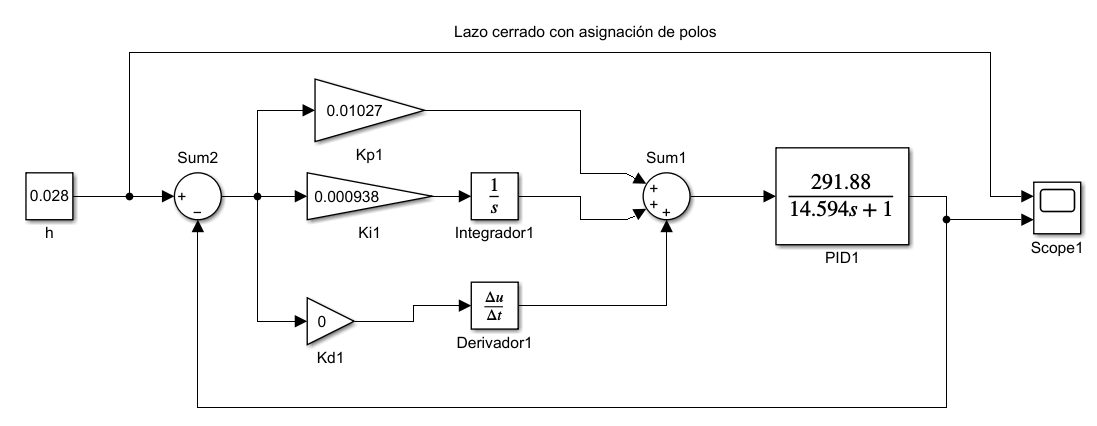 Lazo cerrado con asignación de polos
0.01027
Kp1
Sum2
+
−
0.028
h
0.000938
Ki1
1
s
Integrador1
Sum1
+
+
+
291.88
14.594s + 1
PID1
Scope1
0
Kd1
Δu
Δt
Derivador1